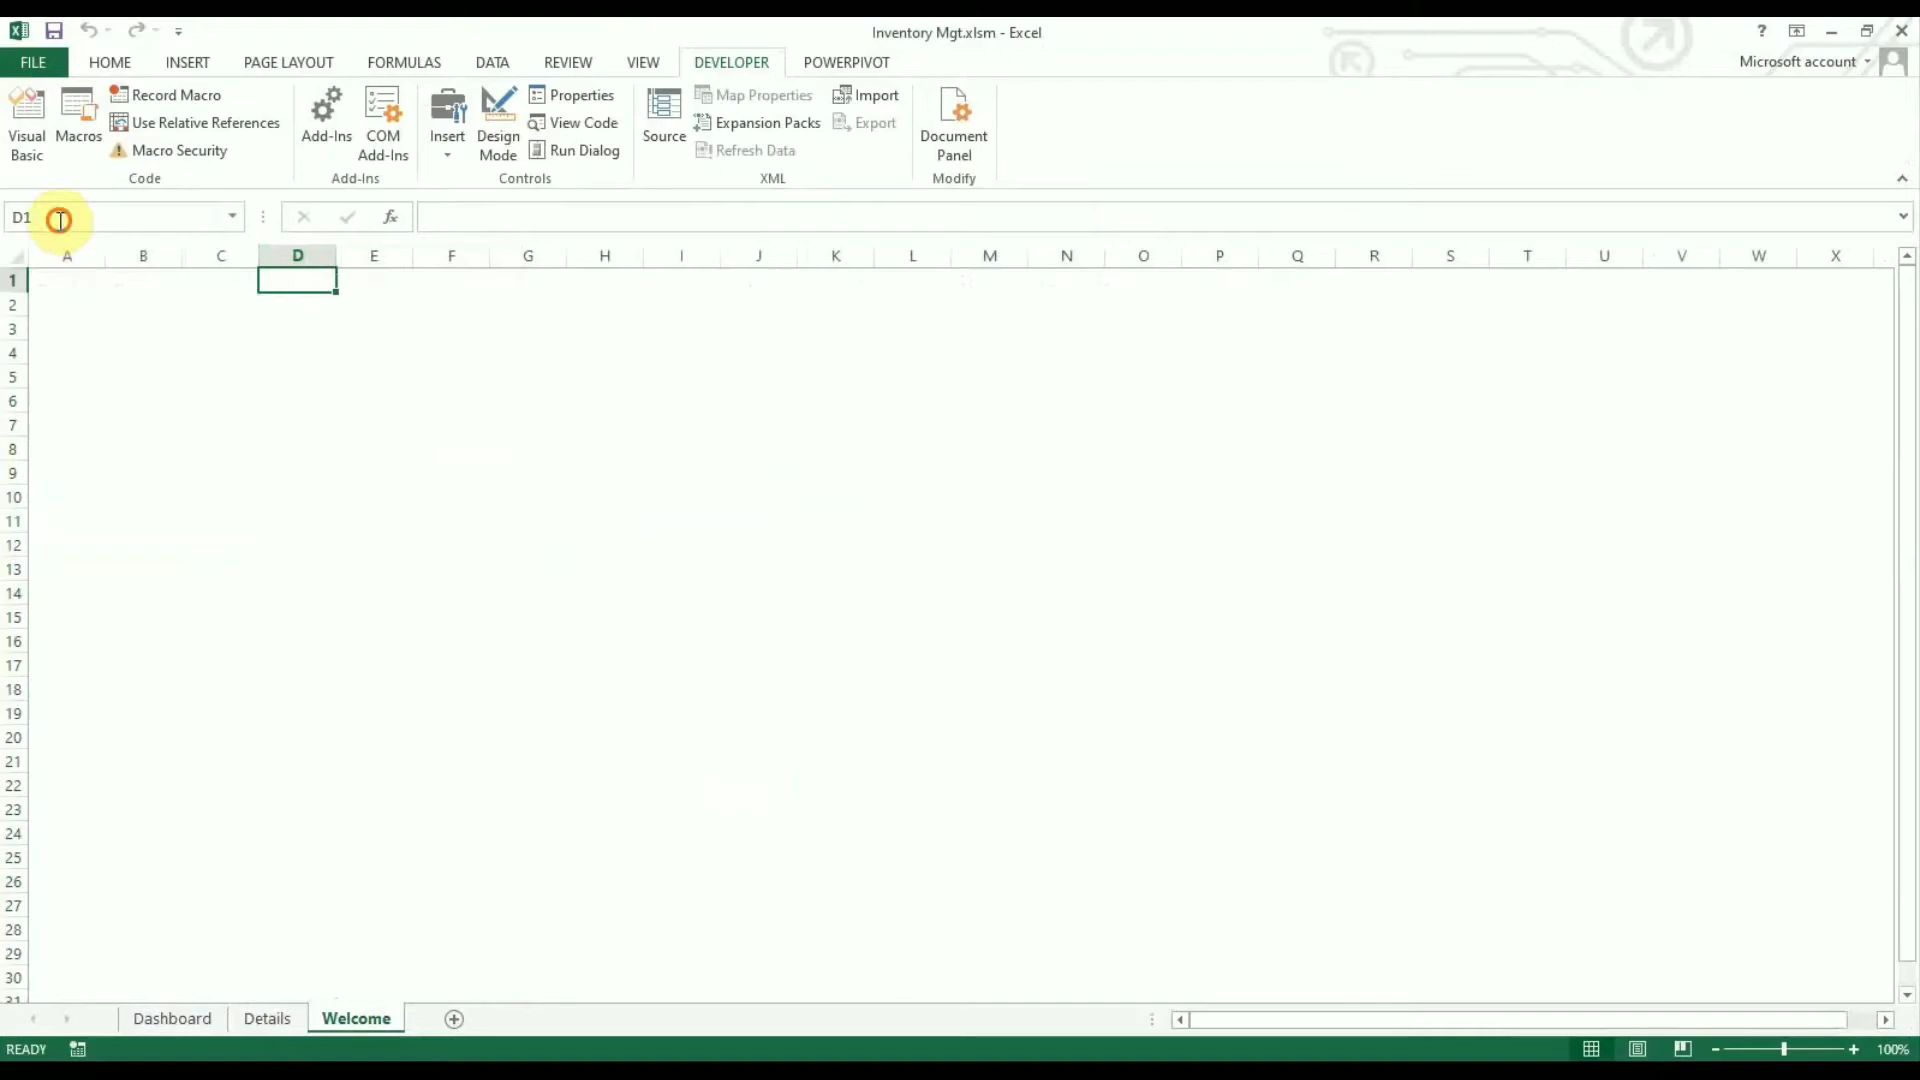 Inventory Mgt.xlsm - Excel
?
FILE HOME INSERT PAGE LAYOUT FORMULAS DATA REVIEW VIEW DEVELOPER POWERPIVOT Microsoft account
Visual Basic
Macros
Record Macro
Use Relative References
Macro Security
Code
Add-Ins
COM Add-Ins
Add-Ins
Insert
Design Mode
Properties
View Code
Run Dialog
Controls
Source
Map Properties
Expansion Packs
Refresh Data
Import
Export
XML
Document Panel
Modify
D1
fx
A B C D E F G H I J K L M N O P Q R S T U V W X
1
2
3
4
5
6
7
8
9
10
11
12
13
14
15
16
17
18
19
20
21
22
23
24
25
26
27
28
29
30
31
Dashboard Details Welcome
READY 100%